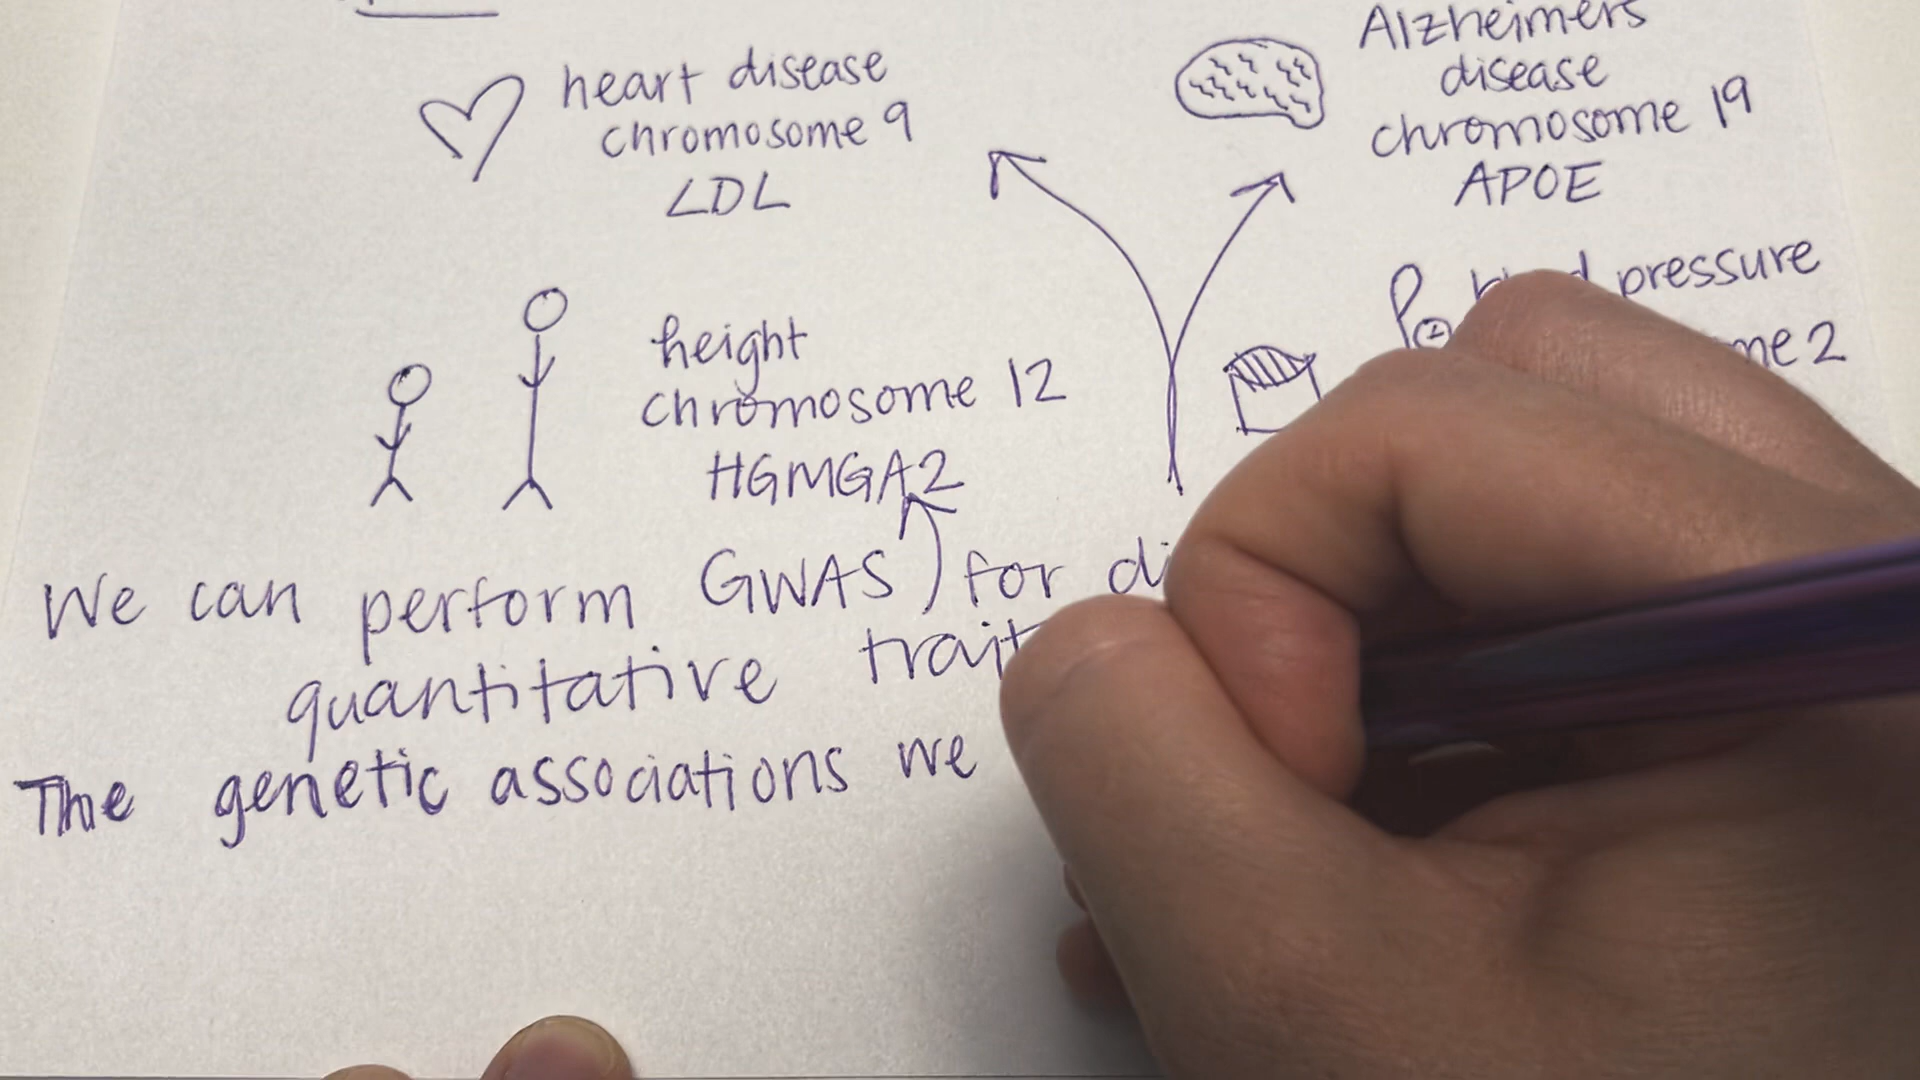 heart disease
chromosome 9
LDL
Alzheimers
disease
chromosome 19
APOE
pressure
2
height
chromosome 12
HGMGA2
We can perform GWAS for
quantitative
The genetic associations we